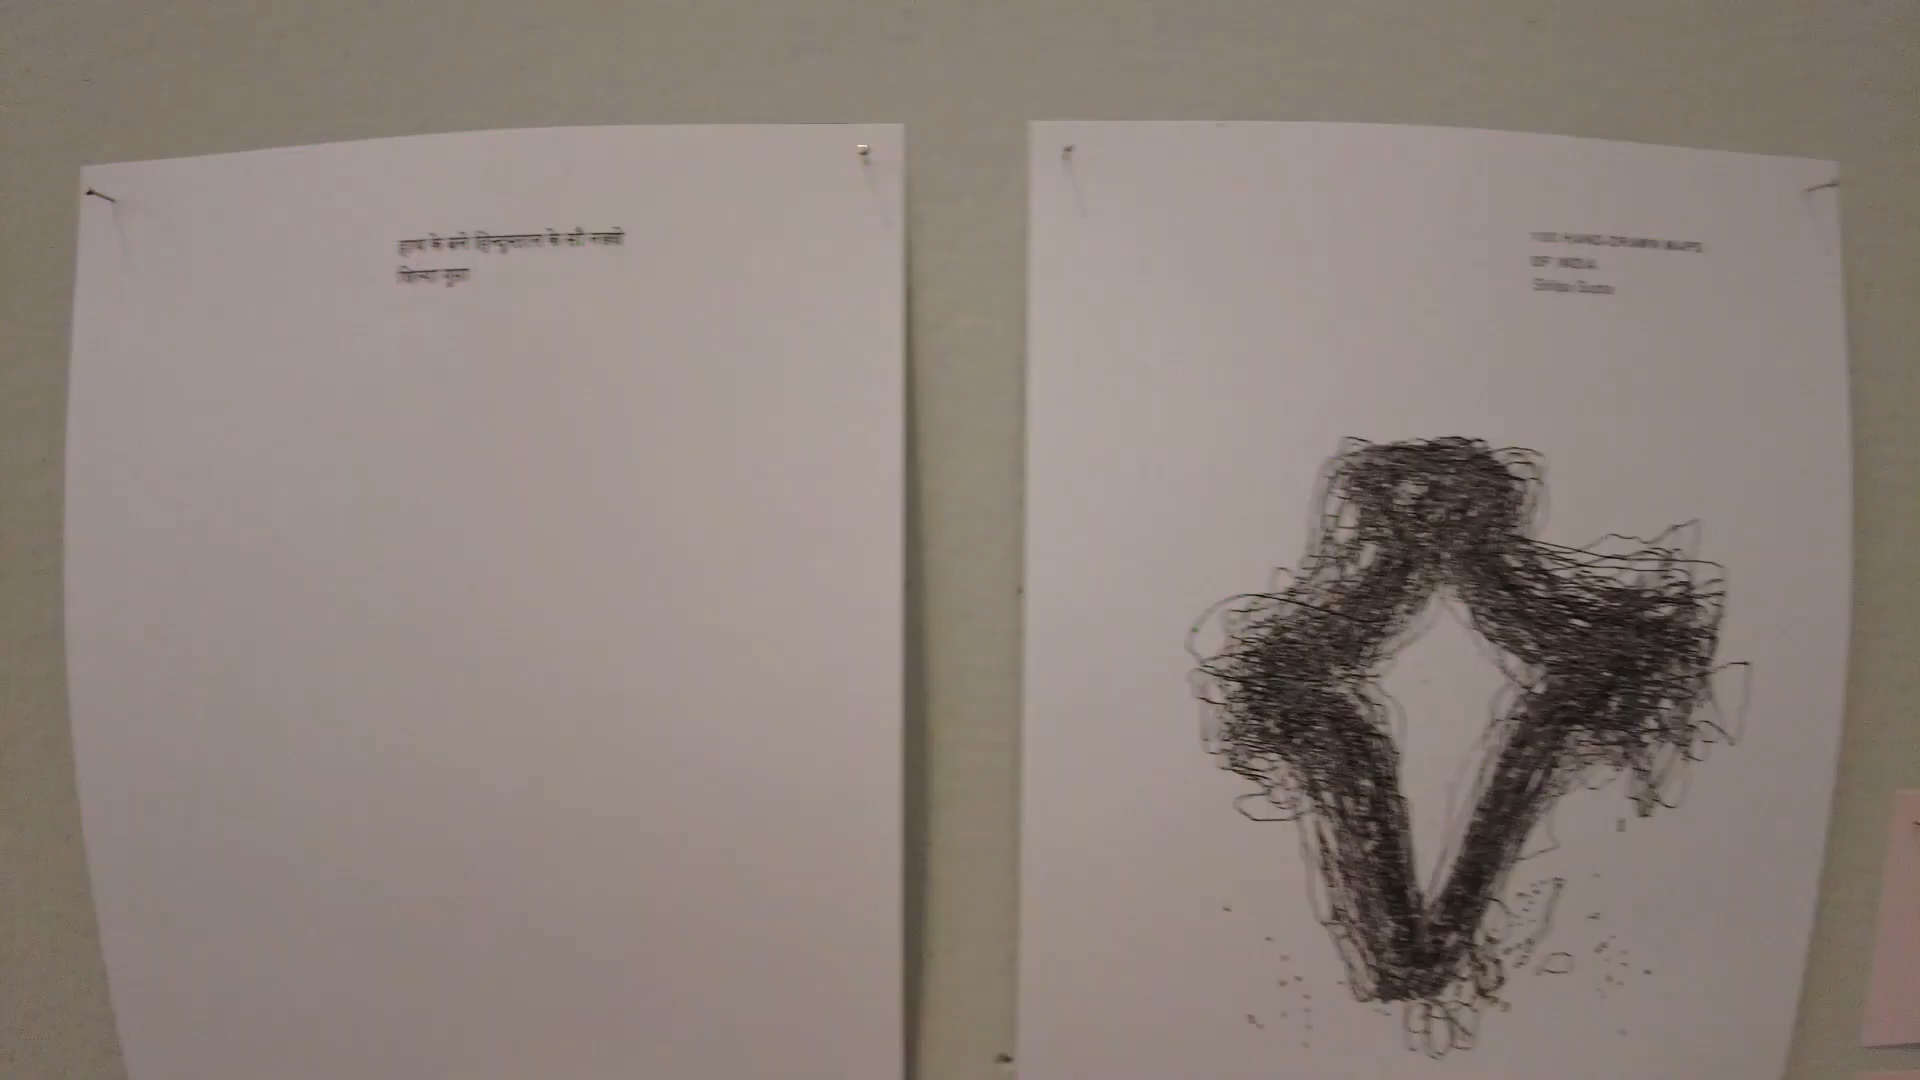 हाथ से बने हिन्दुस्तान के सौ नक्शे
शिल्पा गुप्ता
100 HAND-DRAWN MAPS
OF INDIA
Shilpa Gupta